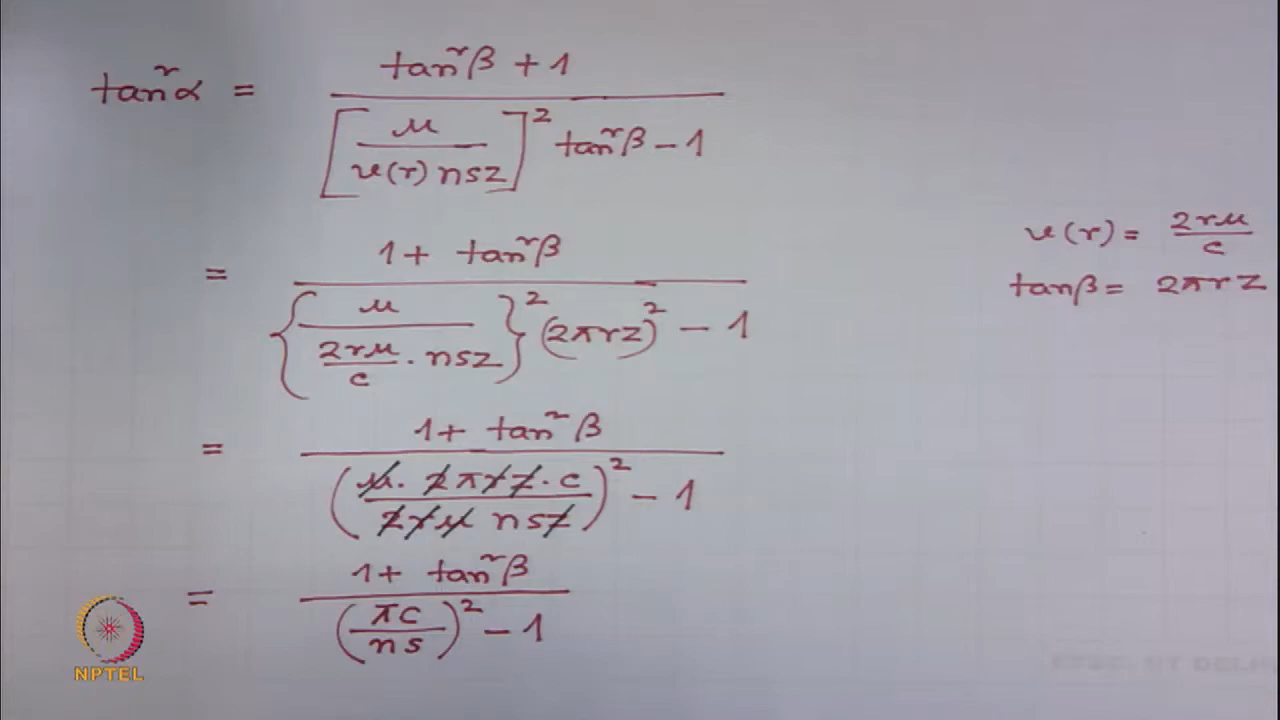 tan²α = (tan²β + 1) / ([μ / (v(r) nsz)]² tan²β − 1)
= (1 + tan²β) / ({μ / ((2rμ/c) · nsz)}² (2πrz)² − 1)
v(r) = 2rμ/c
tanβ = 2πrz
= (1 + tan²β) / ((μ · 2πrz · c / (2rμ nsz))² − 1)
= (1 + tan²β) / ((πc/ns)² − 1)
NPTEL